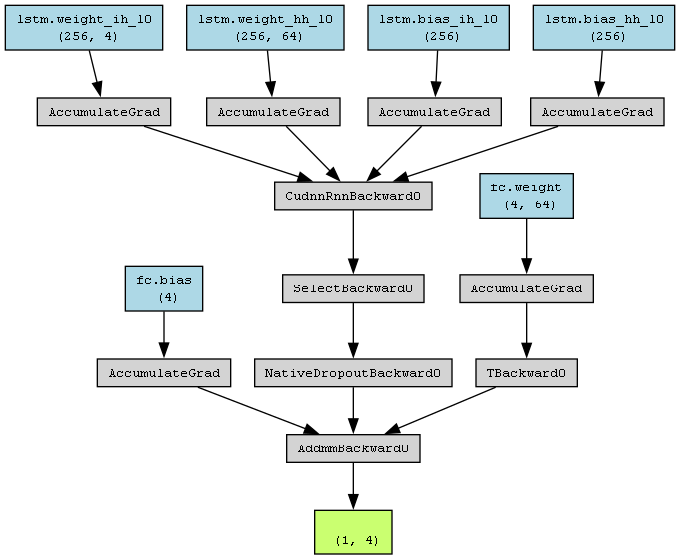 lstm.weight_ih_l0
(256, 4)
lstm.weight_hh_l0
(256, 64)
lstm.bias_ih_l0
(256)
lstm.bias_hh_l0
(256)
AccumulateGrad
AccumulateGrad
AccumulateGrad
AccumulateGrad
CudnnRnnBackward0
fc.weight
(4, 64)
fc.bias
(4)
SelectBackward0
AccumulateGrad
AccumulateGrad
NativeDropoutBackward0
TBackward0
AddmmBackward0
(1, 4)